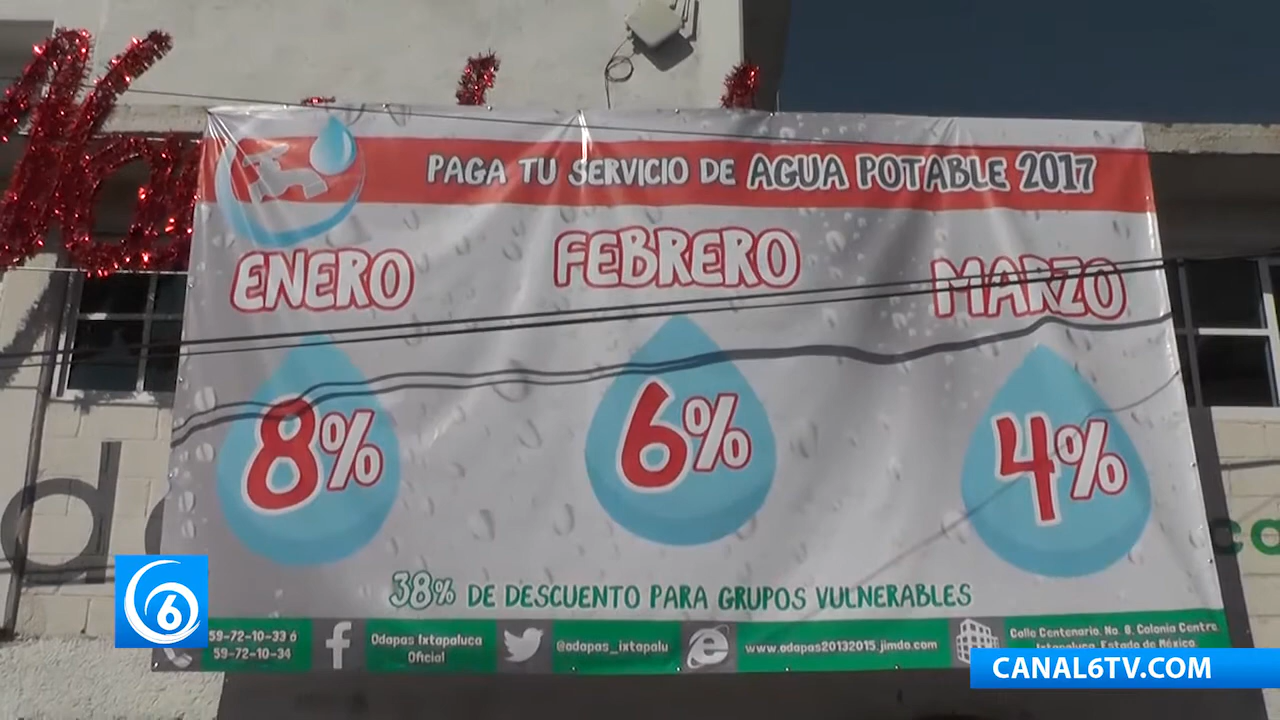 PAGA TU SERVICIO DE AGUA POTABLE 2017
ENERO
FEBRERO
MARZO
8%
6%
4%
38% DE DESCUENTO PARA GRUPOS VULNERABLES
59-72-10-33 ó
59-72-10-34
Odapas Ixtapaluca
Oficial
@odapas_ixtapalu
www.odapas20132015.jimdo.com
Calle Centenario. No. 8. Colonia Centro.
Ixtapaluca. Estado de México.
6
CANAL6TV.COM